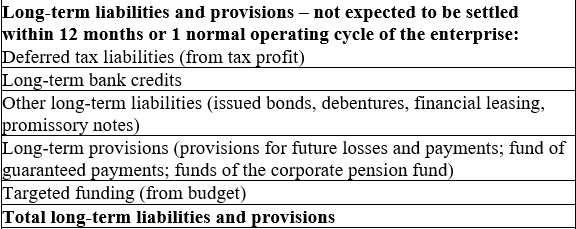 Long-term liabilities and provisions – not expected to be settled
within 12 months or 1 normal operating cycle of the enterprise:
Deferred tax liabilities (from tax profit)
Long-term bank credits
Other long-term liabilities (issued bonds, debentures, financial leasing,
promissory notes)
Long-term provisions (provisions for future losses and payments; fund of
guaranteed payments; funds of the corporate pension fund)
Targeted funding (from budget)
Total long-term liabilities and provisions